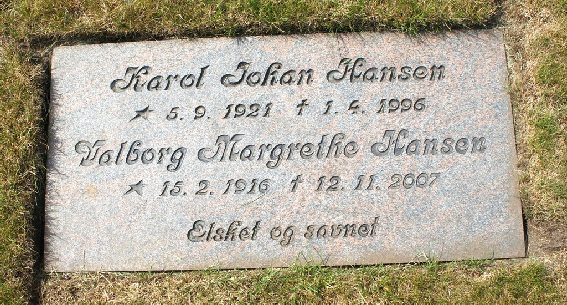 Karol Johan Hansen
★ 5. 9. 1921 ✝ 1. 4. 1996
Valborg Margrethe Hansen
★ 15. 2. 1916 ✝ 12. 11. 2007
Elsket og savnet